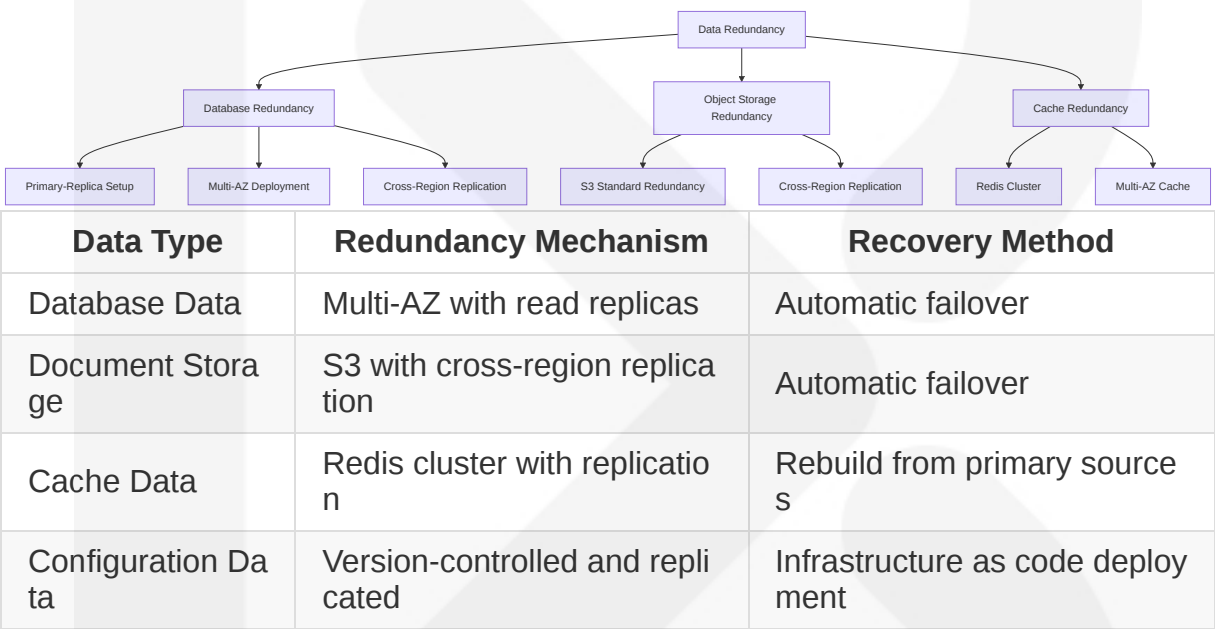 Data Redundancy
Database Redundancy
Object Storage
Redundancy
Cache Redundancy
Primary-Replica Setup
Multi-AZ Deployment
Cross-Region Replication
S3 Standard Redundancy
Cross-Region Replication
Redis Cluster
Multi-AZ Cache
Data Type
Redundancy Mechanism
Recovery Method
Database Data
Multi-AZ with read replicas
Automatic failover
Document Stora
ge
S3 with cross-region replica
tion
Automatic failover
Cache Data
Redis cluster with replicatio
n
Rebuild from primary source
s
Configuration Da
ta
Version-controlled and repli
cated
Infrastructure as code deploy
ment